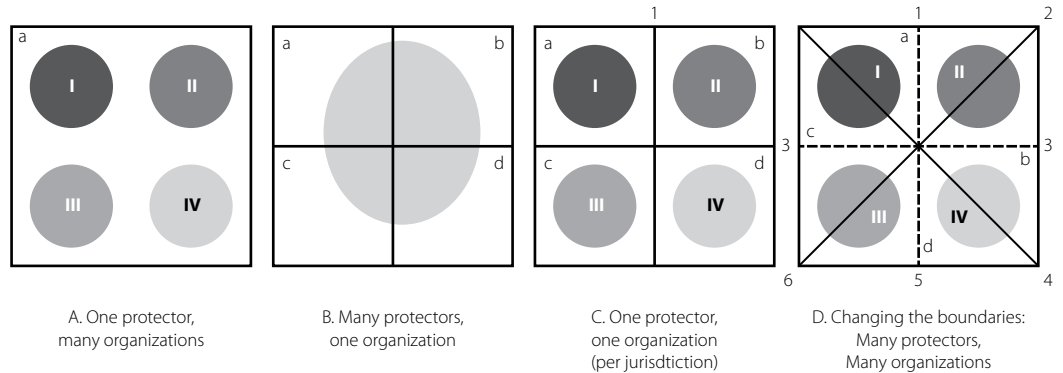 1
1
2
a
I
II
a
b
c
d
a
b
I
II
a
I
II
3
c
3
b
III
IV
c
d
III
IV
III
IV
d
6
5
4
A. One protector,
many organizations
B. Many protectors,
one organization
C. One protector,
one organization
(per jurisdtiction)
D. Changing the boundaries:
Many protectors,
Many organizations